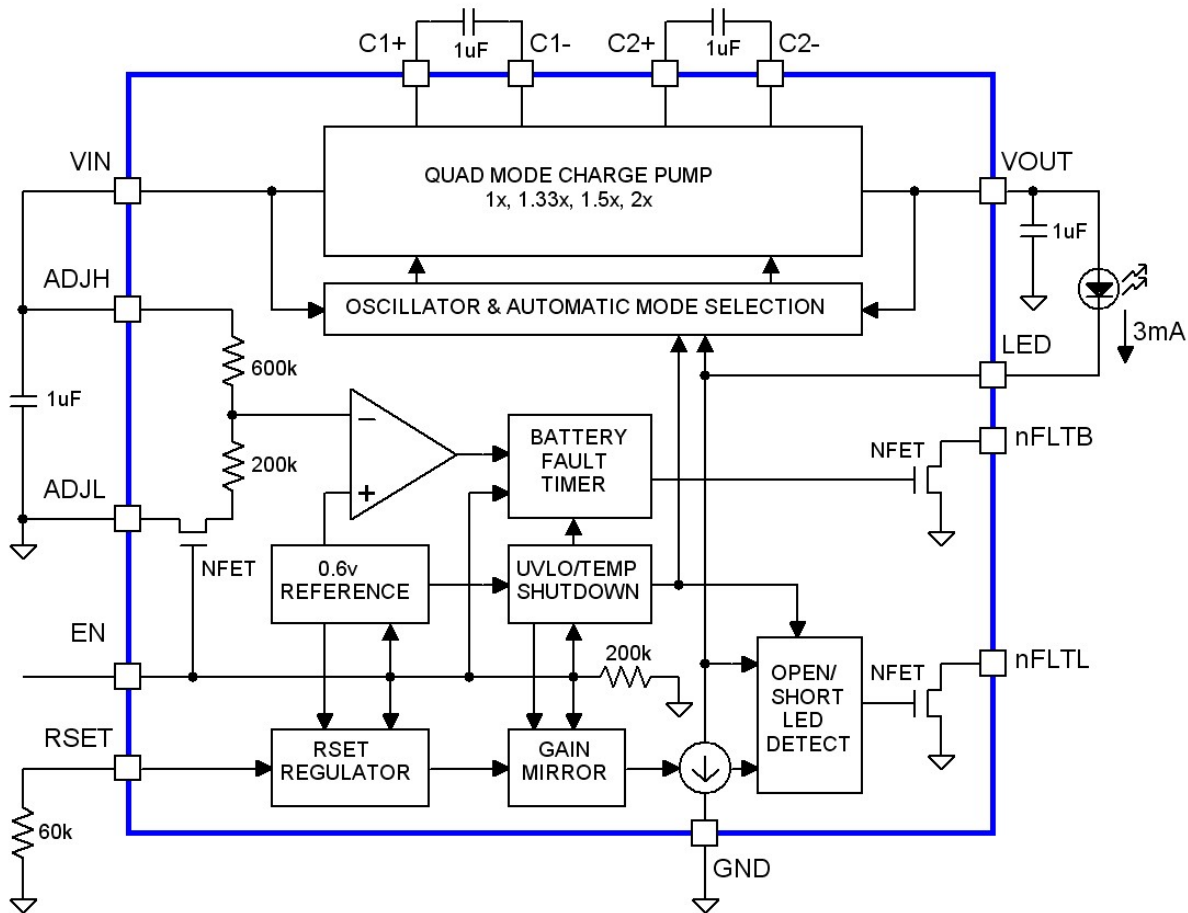 C1+
1uF
C1-
C2+
1uF
C2-
VIN
QUAD MODE CHARGE PUMP
1x, 1.33x, 1.5x, 2x
VOUT
1uF
ADJH
OSCILLATOR & AUTOMATIC MODE SELECTION
3mA
LED
600k
1uF
−
BATTERY
FAULT
TIMER
nFLTB
NFET
200k
ADJL
+
NFET
0.6v
REFERENCE
UVLO/TEMP
SHUTDOWN
EN
200k
nFLTL
NFET
OPEN/
SHORT
LED
DETECT
RSET
RSET
REGULATOR
GAIN
MIRROR
60k
GND